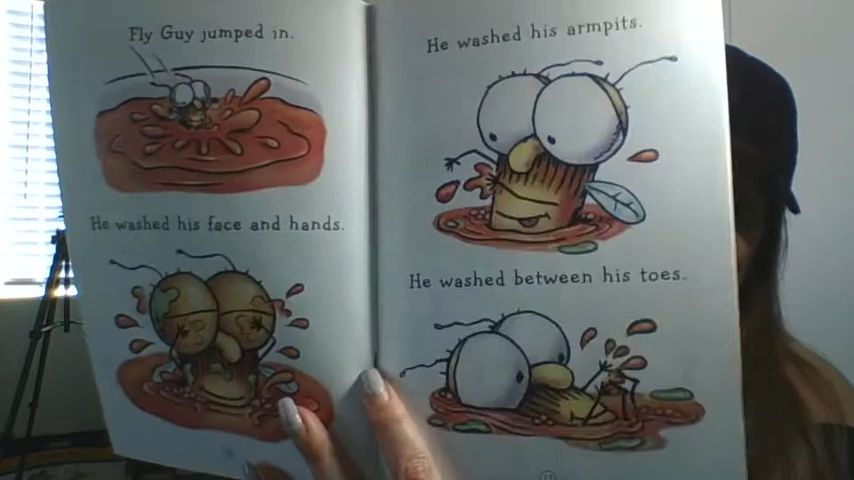 Fly Guy jumped in.
He washed his face and hands.
He washed his armpits.
He washed between his toes.